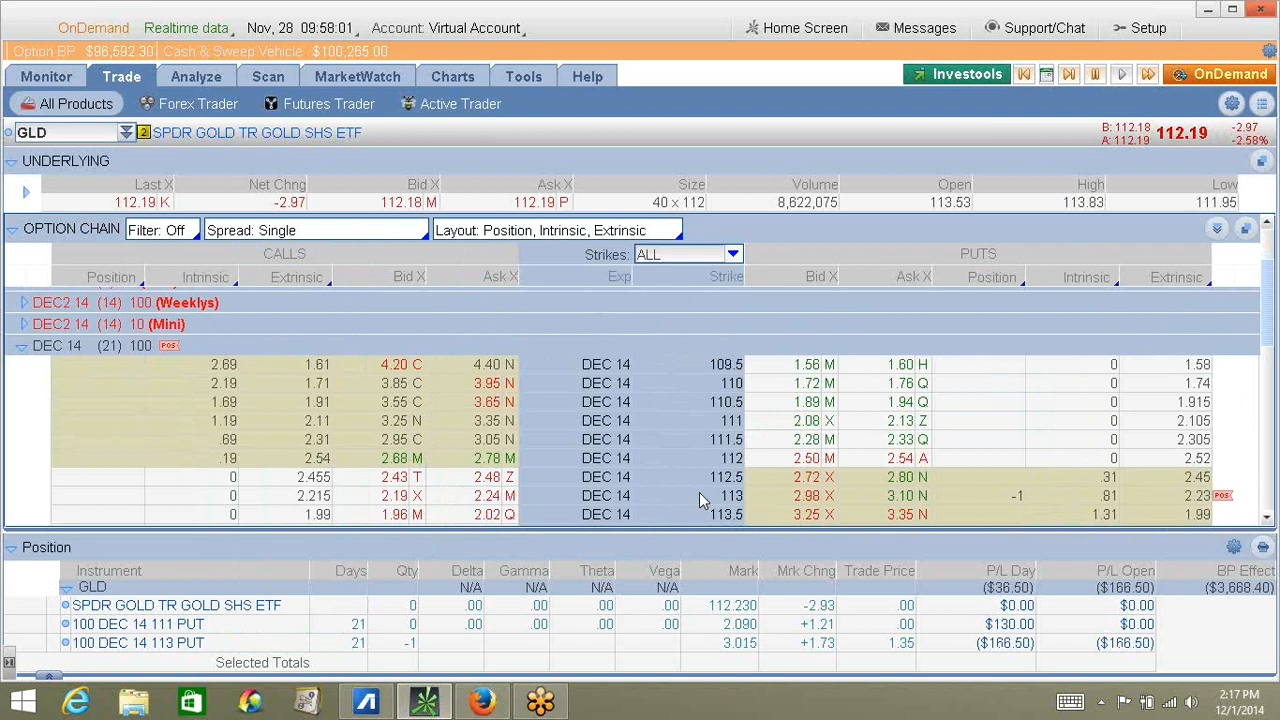 OnDemand Realtime data Nov, 28 09:58:01 Account: Virtual Account Home Screen Messages Support/Chat Setup
Option BP $96,592.30 Cash & Sweep Vehicle $100,265.00
Monitor Trade Analyze Scan MarketWatch Charts Tools Help Investools OnDemand
All Products Forex Trader Futures Trader Active Trader
GLD 2 SPDR GOLD TR GOLD SHS ETF B: 112.18 A: 112.19 112.19 -2.97 -2.58%
UNDERLYING
Last X Net Chng Bid X Ask X Size Volume Open High Low
112.19 K -2.97 112.18 M 112.19 P 40 x 112 8,622,075 113.53 113.83 111.95
OPTION CHAIN Filter: Off Spread: Single Layout: Position, Intrinsic, Extrinsic
CALLS Strikes: ALL PUTS
Position Intrinsic Extrinsic Bid X Ask X Exp Strike Bid X Ask X Position Intrinsic Extrinsic
DEC2 14 (14) 100 (Weeklys)
DEC2 14 (14) 10 (Mini)
DEC 14 (21) 100 POS
2.69 1.61 4.20 C 4.40 N DEC 14 109.5 1.56 M 1.60 H 0 1.58
2.19 1.71 3.85 C 3.95 N DEC 14 110 1.72 M 1.76 Q 0 1.74
1.69 1.91 3.55 C 3.65 N DEC 14 110.5 1.89 M 1.94 Q 0 1.915
1.19 2.11 3.25 N 3.35 N DEC 14 111 2.08 X 2.13 Z 0 2.105
.69 2.31 2.95 C 3.05 N DEC 14 111.5 2.28 M 2.33 Q 0 2.305
.19 2.54 2.68 M 2.78 M DEC 14 112 2.50 M 2.54 A 0 2.52
0 2.455 2.43 T 2.48 Z DEC 14 112.5 2.72 X 2.80 N .31 2.45
0 2.215 2.19 X 2.24 M DEC 14 113 2.98 X 3.10 N -1 .81 2.23 POS
0 1.99 1.96 M 2.02 Q DEC 14 113.5 3.25 X 3.35 N 1.31 1.99
Position
Instrument Days Qty Delta Gamma Theta Vega Mark Mrk Chng Trade Price P/L Day P/L Open BP Effect
GLD N/A N/A N/A N/A ($36.50) ($166.50) ($3,668.40)
SPDR GOLD TR GOLD SHS ETF 0 .00 .00 .00 .00 112.230 -2.93 .00 $0.00 $0.00
100 DEC 14 111 PUT 21 0 .00 .00 .00 .00 2.090 +1.21 .00 $130.00 $0.00
100 DEC 14 113 PUT 21 -1 3.015 +1.73 1.35 ($166.50) ($166.50)
Selected Totals
2:17 PM
12/1/2014